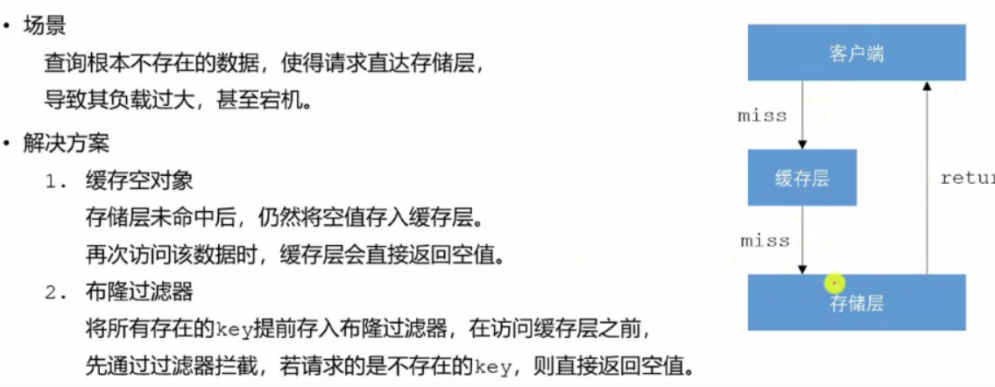 • 场景
查询根本不存在的数据，使得请求直达存储层，
导致其负载过大，甚至宕机。
• 解决方案
1. 缓存空对象
存储层未命中后，仍然将空值存入缓存层。
再次访问该数据时，缓存层会直接返回空值。
2. 布隆过滤器
将所有存在的key提前存入布隆过滤器，在访问缓存层之前，
先通过过滤器拦截，若请求的是不存在的key，则直接返回空值。
客户端
miss
缓存层
retur
miss
存储层